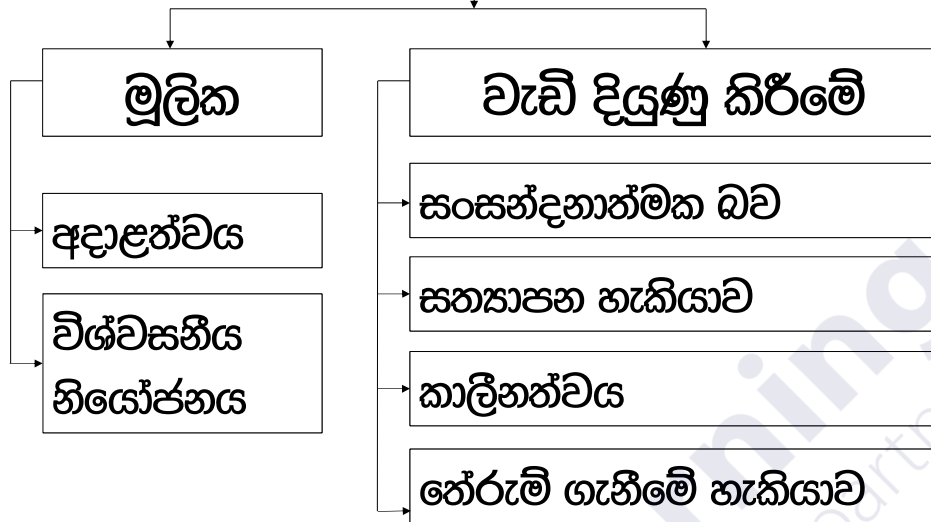 මූලික
වැඩි දියුණු කිරීමේ
අදාළත්වය
විශ්වසනීය
නියෝජනය
සංසන්දනාත්මක බව
සත්‍යාපන හැකියාව
කාලීනත්වය
තේරුම් ගැනීමේ හැකියාව